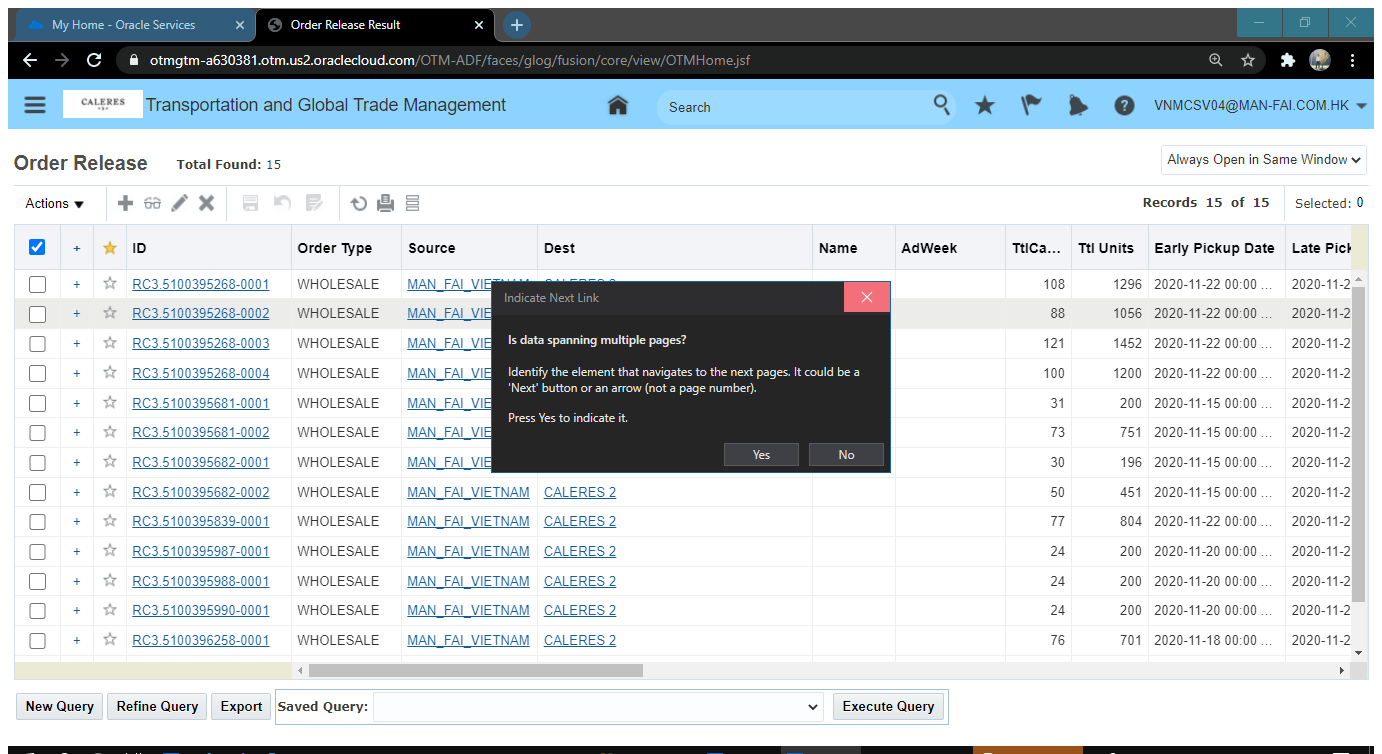 My Home - Oracle Services
Order Release Result
otmgtm-a630381.otm.us2.oraclecloud.com/OTM-ADF/faces/glog/fusion/core/view/OTMHome.jsf
CALERES Transportation and Global Trade Management Search VNMCSV04@MAN-FAI.COM.HK
Order Release Total Found: 15 Always Open in Same Window
Actions Records 15 of 15 Selected: 0
+ ID Order Type Source Dest Name AdWeek TtlCa... Ttl Units Early Pickup Date Late Pick
+ RC3.5100395268-0001 WHOLESALE MAN_FAI_VIETNAM CALERES 2 108 1296 2020-11-22 00:00 ... 2020-11-2
+ RC3.5100395268-0002 WHOLESALE MAN_FAI_VIE 88 1056 2020-11-22 00:00 ... 2020-11-2
+ RC3.5100395268-0003 WHOLESALE MAN_FAI_VIE 121 1452 2020-11-22 00:00 ... 2020-11-2
+ RC3.5100395268-0004 WHOLESALE MAN_FAI_VIE 100 1200 2020-11-22 00:00 ... 2020-11-2
+ RC3.5100395681-0001 WHOLESALE MAN_FAI_VIE 31 200 2020-11-15 00:00 ... 2020-11-2
+ RC3.5100395681-0002 WHOLESALE MAN_FAI_VIE 73 751 2020-11-15 00:00 ... 2020-11-2
+ RC3.5100395682-0001 WHOLESALE MAN_FAI_VIE 30 196 2020-11-15 00:00 ... 2020-11-2
+ RC3.5100395682-0002 WHOLESALE MAN_FAI_VIETNAM CALERES 2 50 451 2020-11-15 00:00 ... 2020-11-2
+ RC3.5100395839-0001 WHOLESALE MAN_FAI_VIETNAM CALERES 2 77 804 2020-11-22 00:00 ... 2020-11-2
+ RC3.5100395987-0001 WHOLESALE MAN_FAI_VIETNAM CALERES 2 24 200 2020-11-20 00:00 ... 2020-11-2
+ RC3.5100395988-0001 WHOLESALE MAN_FAI_VIETNAM CALERES 2 24 200 2020-11-20 00:00 ... 2020-11-2
+ RC3.5100395990-0001 WHOLESALE MAN_FAI_VIETNAM CALERES 2 24 200 2020-11-20 00:00 ... 2020-11-2
+ RC3.5100396258-0001 WHOLESALE MAN_FAI_VIETNAM CALERES 2 76 701 2020-11-18 00:00 ... 2020-11-2
Indicate Next Link
Is data spanning multiple pages?
Identify the element that navigates to the next pages. It could be a
'Next' button or an arrow (not a page number).
Press Yes to indicate it.
Yes No
New Query Refine Query Export Saved Query: Execute Query